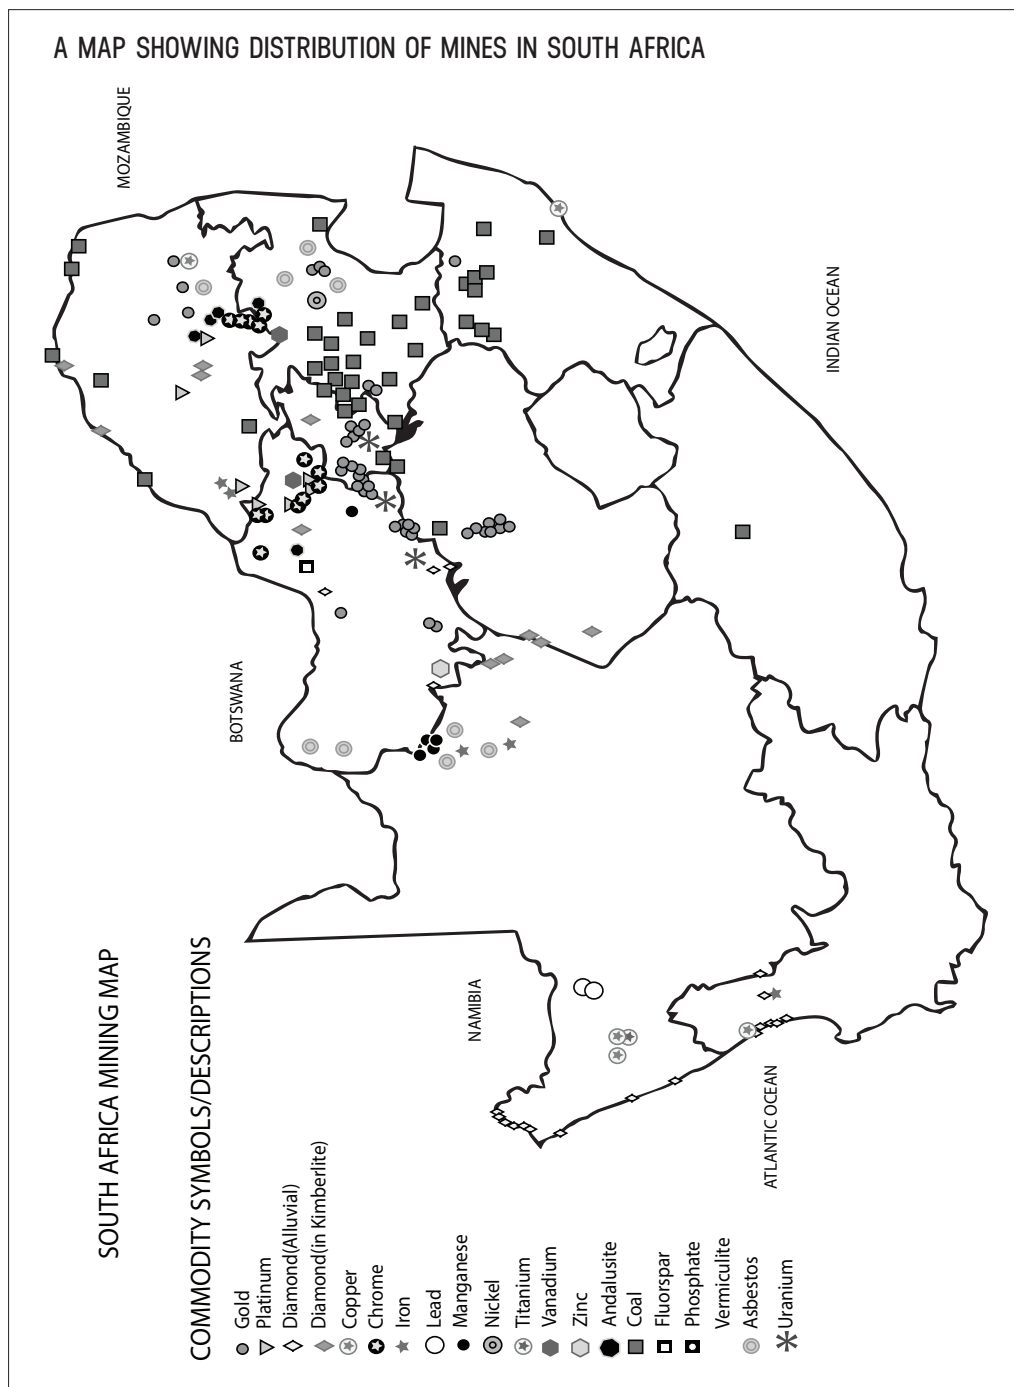 A MAP SHOWING DISTRIBUTION OF MINES IN SOUTH AFRICA
SOUTH AFRICA MINING MAP
COMMODITY SYMBOLS/DESCRIPTIONS
Gold
Platinum
Diamond(Alluvial)
Diamond(in Kimberlite)
Copper
Chrome
Iron
Lead
Manganese
Nickel
Titanium
Vanadium
Zinc
Andalusite
Coal
Fluorspar
Phosphate
Vermiculite
Asbestos
Uranium
NAMIBIA
BOTSWANA
MOZAMBIQUE
ATLANTIC OCEAN
INDIAN OCEAN